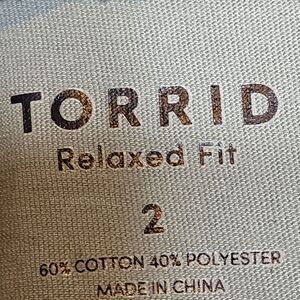 TORRID
Relaxed Fit
2
60% COTTON 40% POLYESTER
MADE IN CHINA